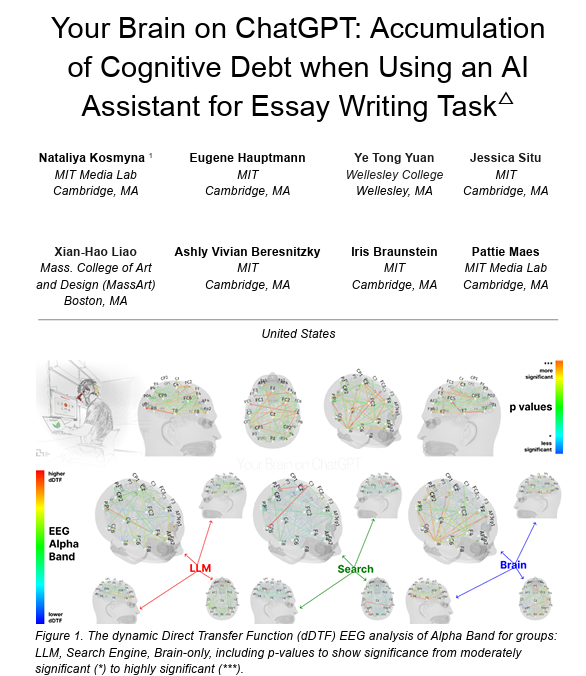 Your Brain on ChatGPT: Accumulation
of Cognitive Debt when Using an AI
Assistant for Essay Writing Task△
Nataliya Kosmyna ¹
MIT Media Lab
Cambridge, MA
Eugene Hauptmann
MIT
Cambridge, MA
Ye Tong Yuan
Wellesley College
Wellesley, MA
Jessica Situ
MIT
Cambridge, MA
Xian-Hao Liao
Mass. College of Art
and Design (MassArt)
Boston, MA
Ashly Vivian Beresnitzky
MIT
Cambridge, MA
Iris Braunstein
MIT
Cambridge, MA
Pattie Maes
MIT Media Lab
Cambridge, MA
United States
***
more
significant
p values
*
less
significant
Your Brain on ChatGPT
higher
dDTF
EEG
Alpha
Band
lower
dDTF
LLM
Search
Brain
Figure 1. The dynamic Direct Transfer Function (dDTF) EEG analysis of Alpha Band for groups:
LLM, Search Engine, Brain-only, including p-values to show significance from moderately
significant (*) to highly significant (***).